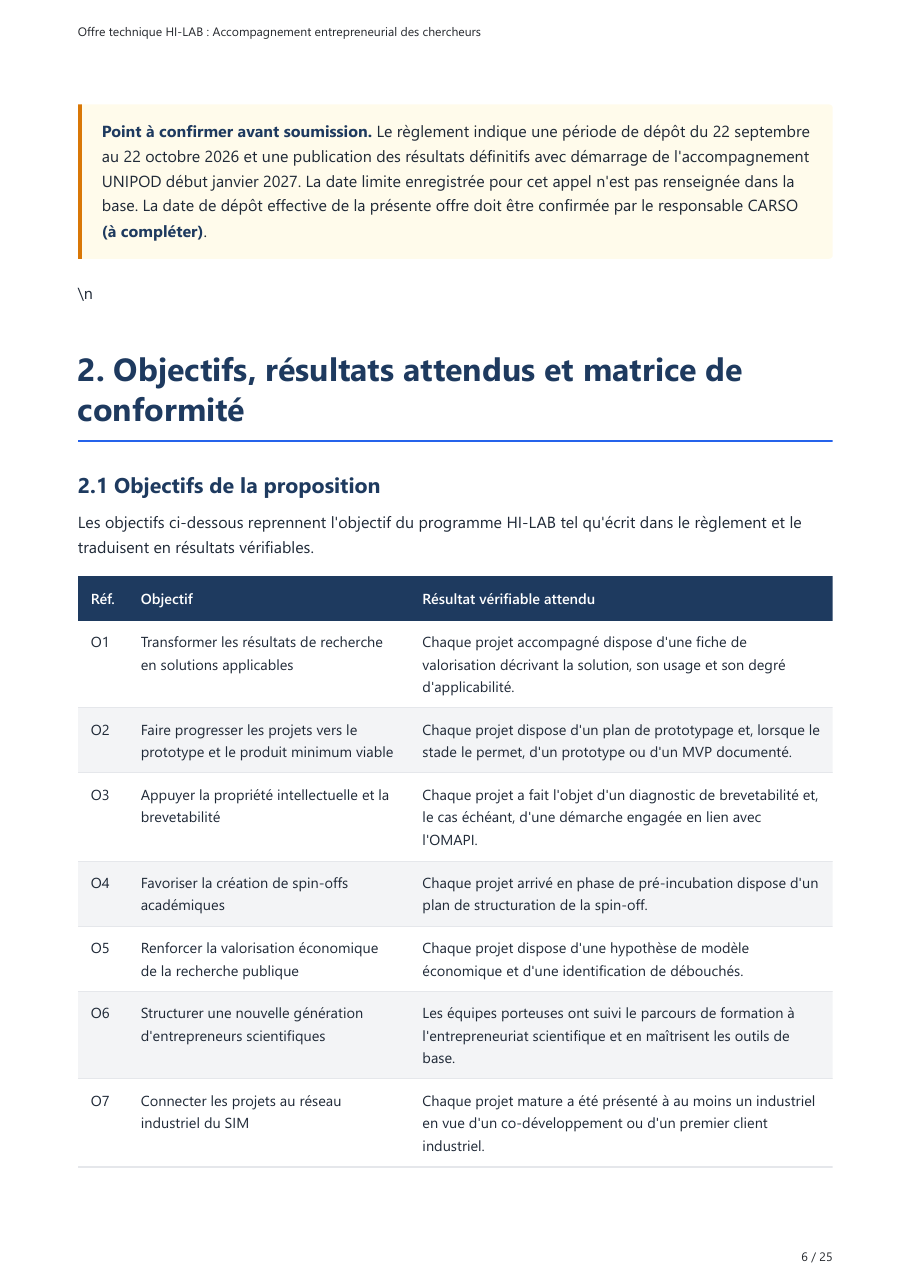 Offre technique HI-LAB : Accompagnement entrepreneurial des chercheurs
Point à confirmer avant soumission. Le règlement indique une période de dépôt du 22 septembre
au 22 octobre 2026 et une publication des résultats définitifs avec démarrage de l'accompagnement
UNIPOD début janvier 2027. La date limite enregistrée pour cet appel n'est pas renseignée dans la
base. La date de dépôt effective de la présente offre doit être confirmée par le responsable CARSO
(à compléter).
\n
2. Objectifs, résultats attendus et matrice de
conformité
2.1 Objectifs de la proposition
Les objectifs ci-dessous reprennent l'objectif du programme HI-LAB tel qu'écrit dans le règlement et le
traduisent en résultats vérifiables.
Réf. Objectif Résultat vérifiable attendu
O1 Transformer les résultats de recherche Chaque projet accompagné dispose d'une fiche de
en solutions applicables valorisation décrivant la solution, son usage et son degré
d'applicabilité.
O2 Faire progresser les projets vers le Chaque projet dispose d'un plan de prototypage et, lorsque le
prototype et le produit minimum viable stade le permet, d'un prototype ou d'un MVP documenté.
O3 Appuyer la propriété intellectuelle et la Chaque projet a fait l'objet d'un diagnostic de brevetabilité et,
brevetabilité le cas échéant, d'une démarche engagée en lien avec
l'OMAPI.
O4 Favoriser la création de spin-offs Chaque projet arrivé en phase de pré-incubation dispose d'un
académiques plan de structuration de la spin-off.
O5 Renforcer la valorisation économique Chaque projet dispose d'une hypothèse de modèle
de la recherche publique économique et d'une identification de débouchés.
O6 Structurer une nouvelle génération Les équipes porteuses ont suivi le parcours de formation à
d'entrepreneurs scientifiques l'entrepreneuriat scientifique et en maîtrisent les outils de
base.
O7 Connecter les projets au réseau Chaque projet mature a été présenté à au moins un industriel
industriel du SIM en vue d'un co-développement ou d'un premier client
industriel.
6 / 25